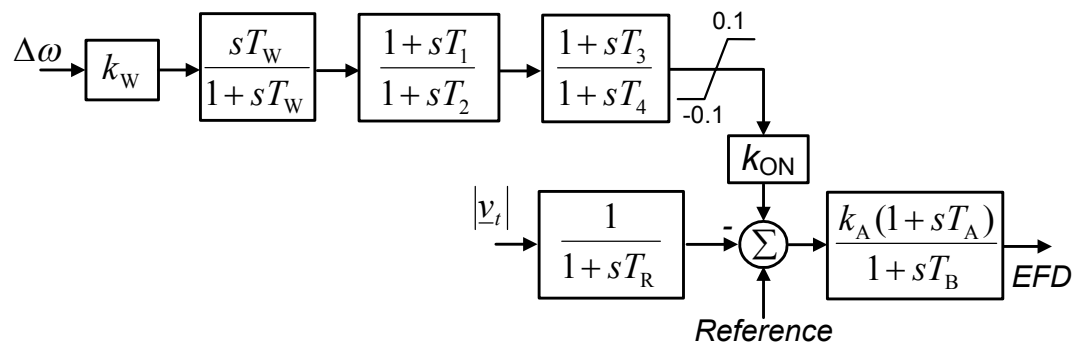 Δω
k_W
sT_W / 1 + sT_W
1 + sT_1 / 1 + sT_2
1 + sT_3 / 1 + sT_4
0.1
-0.1
k_ON
|v_t|
1 / 1 + sT_R
-
Σ
k_A(1 + sT_A) / 1 + sT_B
EFD
Reference